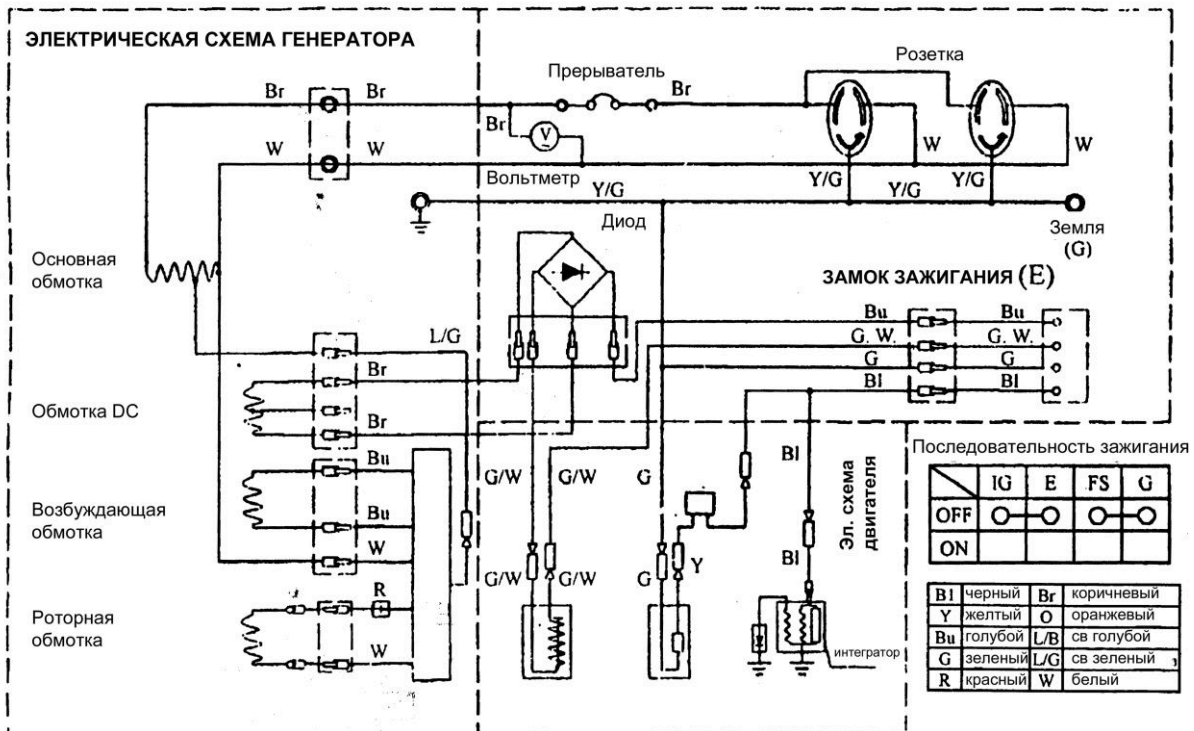 ЭЛЕКТРИЧЕСКАЯ СХЕМА ГЕНЕРАТОРА
Прерыватель
Розетка
Br Br Br
Br
V
W W W W
Вольтметр
Y/G Y/G Y/G Y/G
Диод
Земля
(G)
Основная
обмотка
ЗАМОК ЗАЖИГАНИЯ (E)
Bu Bu
L/G G. W. G. W.
G G
Br
Bl Bl
Обмотка DC
Br
Bl
Последовательность зажигания
Bu
G/W G/W G
Возбуждающая
обмотка
Bu
W
Эл. схема
двигателя
IG E FS G
OFF
ON
Bl
G/W G/W G Y
R
Роторная
обмотка
W
интегратор
Bl черный Br коричневый
Y желтый O оранжевый
Bu голубой L/B св голубой
G зеленый L/G св зеленый
R красный W белый